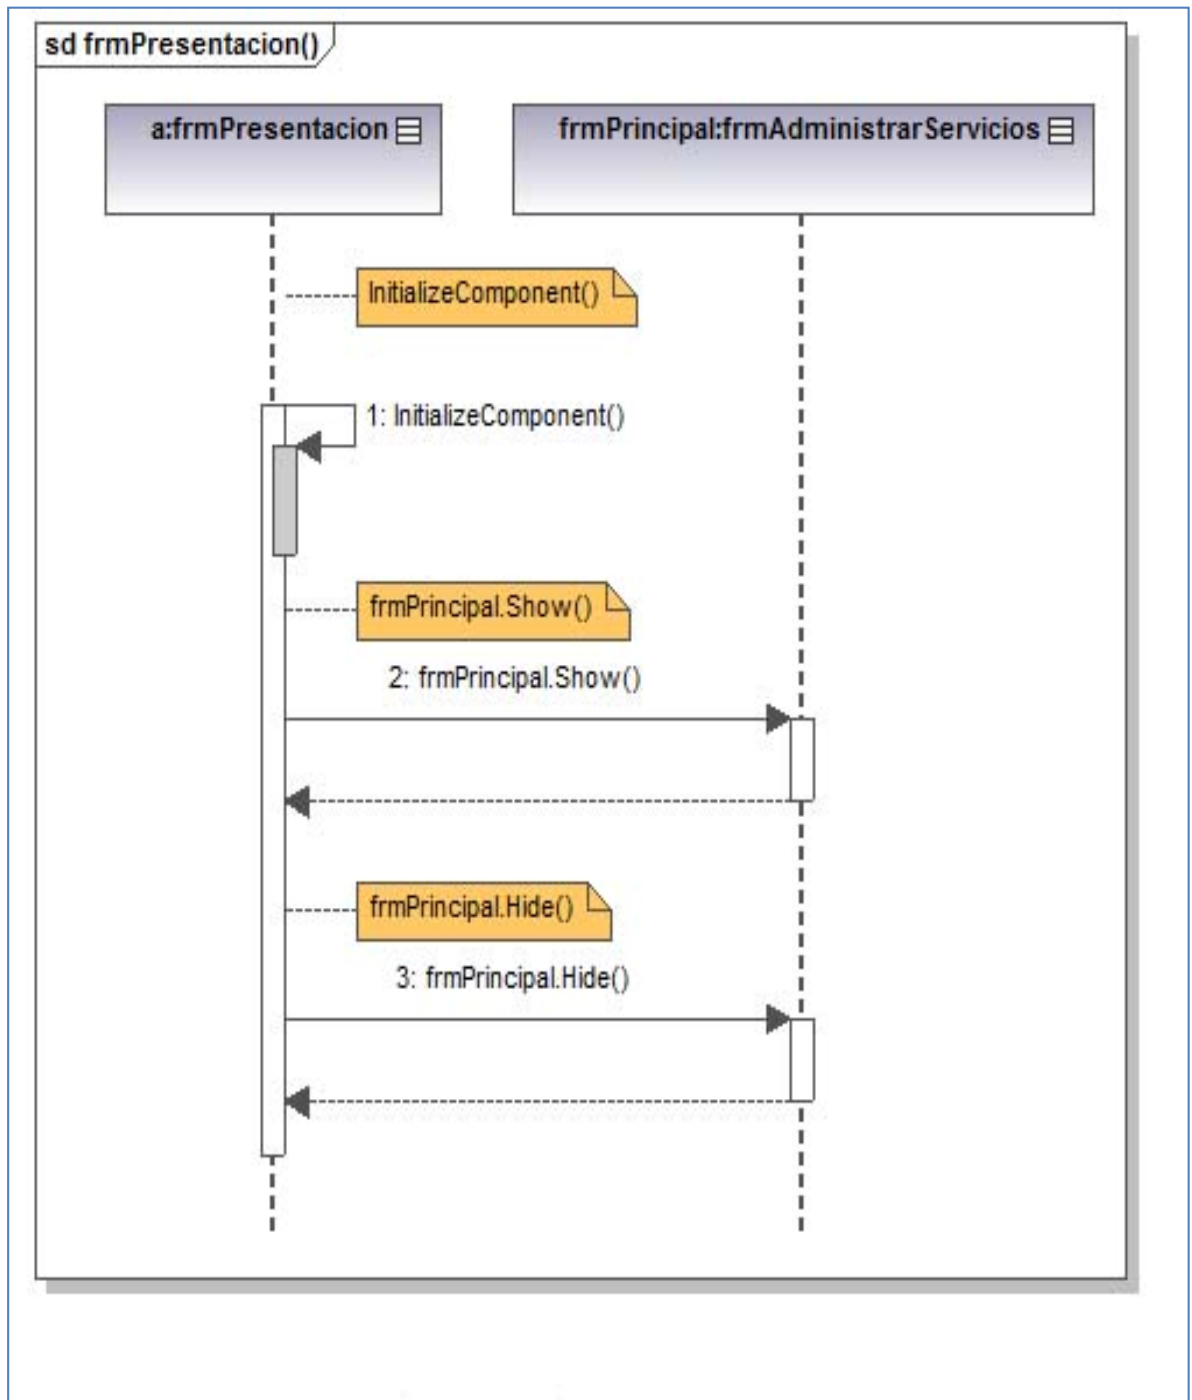 sd frmPresentacion()
a:frmPresentacion
frmPrincipal:frmAdministrarServicios
InitializeComponent()
1: InitializeComponent()
frmPrincipal.Show()
2: frmPrincipal.Show()
frmPrincipal.Hide()
3: frmPrincipal.Hide()